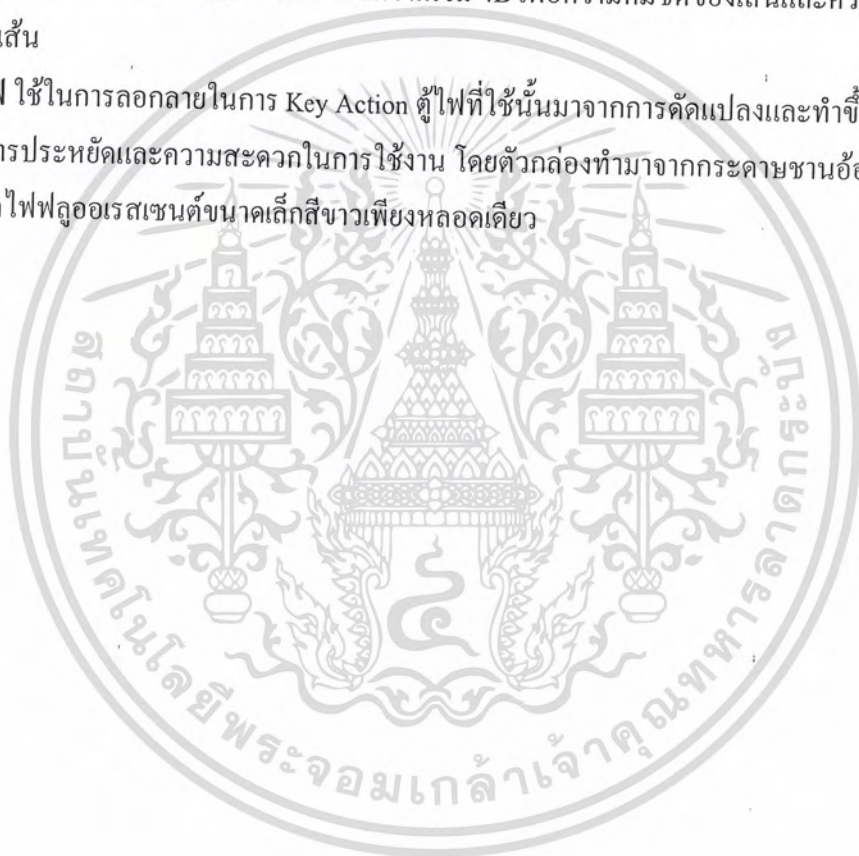 เส้น
ใช้ในการลอกลายในการ Key Action ตู้ไฟที่ใช้นั้นมาจากการดัดแปลงและทำขึ้
ารประหยัดและความสะดวกในการใช้งาน โดยตัวกล่องทำมาจากกระดาษชานอ้อ
ไฟฟลูออเรสเซนต์ขนาดเล็กสีขาวเพียงหลอดเดียว
สถาบันเทคโนโลยีพระจอมเกล้าเจ้าคุณทหารลาดกระบัง